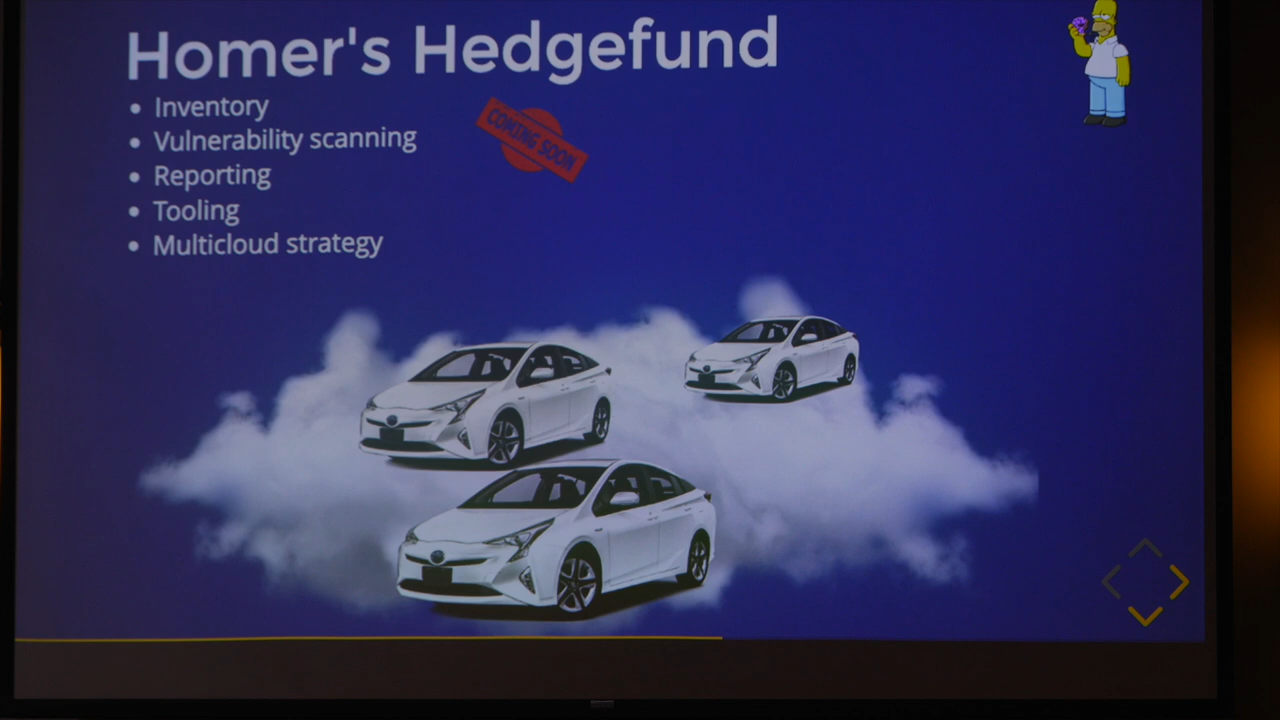 Homer's Hedgefund
• Inventory
• Vulnerability scanning
COMING SOON
• Reporting
• Tooling
• Multicloud strategy